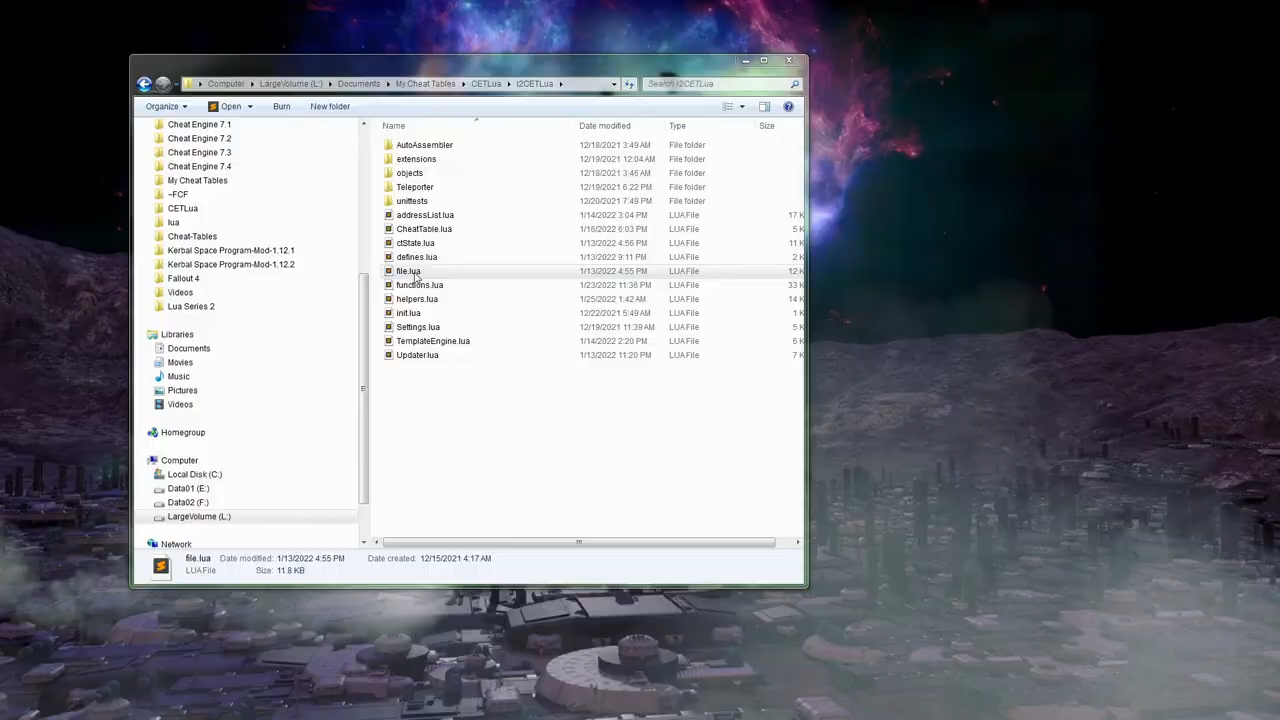 Computer LargeVolume (L:) Documents My Cheat Tables CETLua I2CETLua Search I2CETLua
Organize Open Burn New folder
Cheat Engine 7.1
Cheat Engine 7.2
Cheat Engine 7.3
Cheat Engine 7.4
My Cheat Tables
~FCF
CETLua
lua
Cheat-Tables
Kerbal Space Program-Mod-1.12.1
Kerbal Space Program-Mod-1.12.2
Fallout 4
Videos
Lua Series 2
Libraries
Documents
Movies
Music
Pictures
Videos
Homegroup
Computer
Local Disk (C:)
Data01 (E:)
Data02 (F:)
LargeVolume (L:)
Network
Name Date modified Type Size
AutoAssembler 12/18/2021 3:49 AM File folder
extensions 12/19/2021 12:04 AM File folder
objects 12/18/2021 3:46 AM File folder
Teleporter 12/19/2021 6:22 PM File folder
unittests 12/20/2021 7:49 PM File folder
addressList.lua 1/14/2022 3:04 PM LUA File 17 K
CheatTable.lua 1/15/2022 6:03 PM LUA File 5 K
ctState.lua 1/13/2022 4:56 PM LUA File 11 K
defines.lua 1/13/2022 9:11 PM LUA File 2 K
file.lua 1/13/2022 4:55 PM LUA File 12 K
functions.lua 1/23/2022 11:36 PM LUA File 33 K
helpers.lua 1/25/2022 1:42 AM LUA File 14 K
init.lua 12/22/2021 5:49 AM LUA File 1 K
Settings.lua 12/19/2021 11:39 AM LUA File 5 K
TemplateEngine.lua 1/14/2022 2:20 PM LUA File 6 K
Updater.lua 1/13/2022 11:20 PM LUA File 7 K
file.lua Date modified: 1/13/2022 4:55 PM Date created: 12/15/2021 4:17 AM
LUA File Size: 11.8 KB